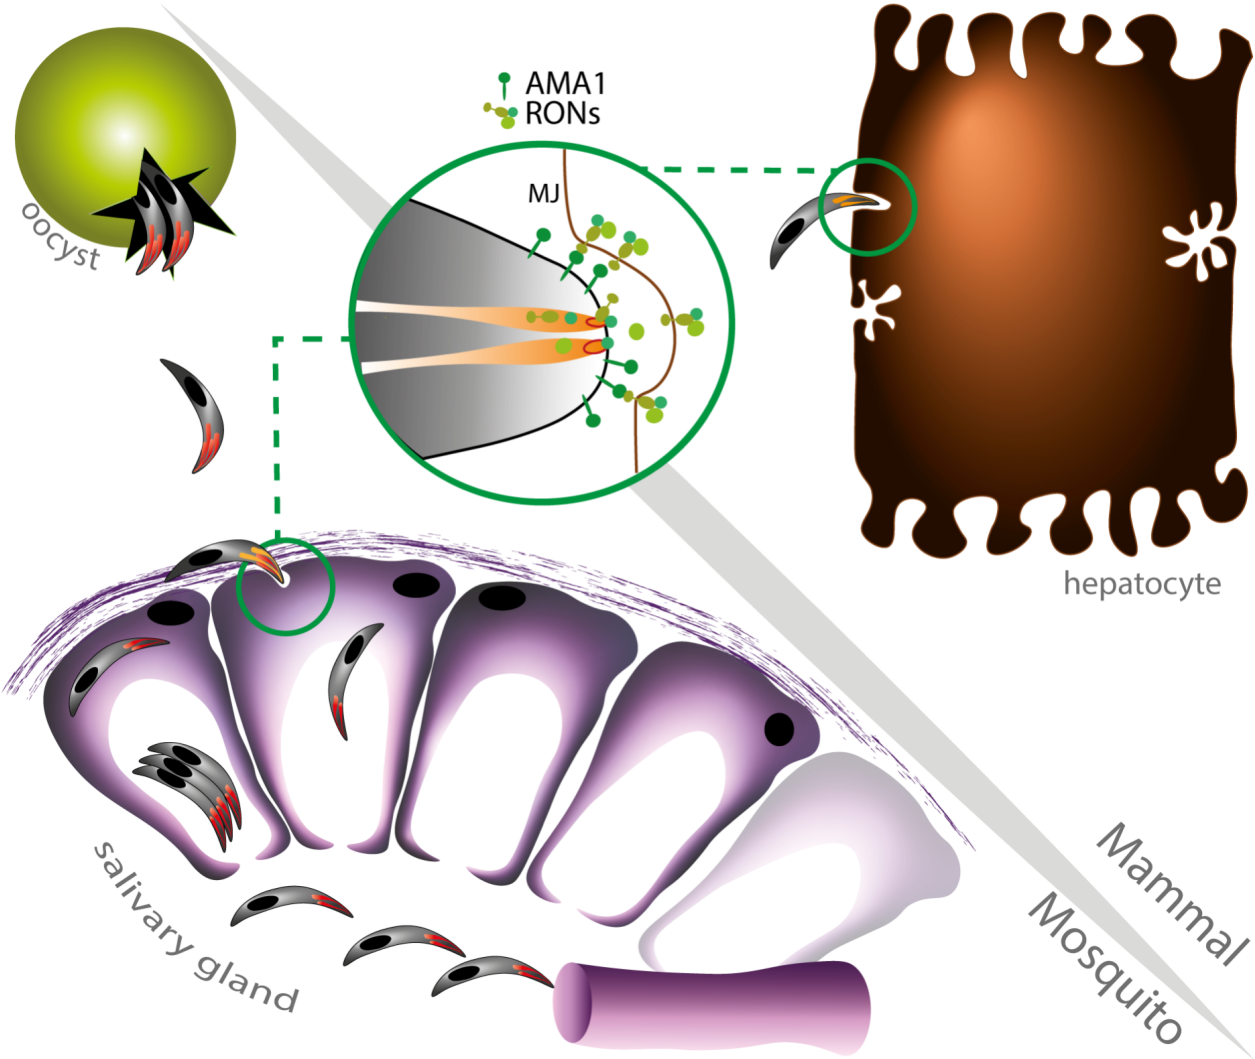 AMA1
RONs
MJ
oocyst
hepatocyte
salivary gland
Mammal
Mosquito